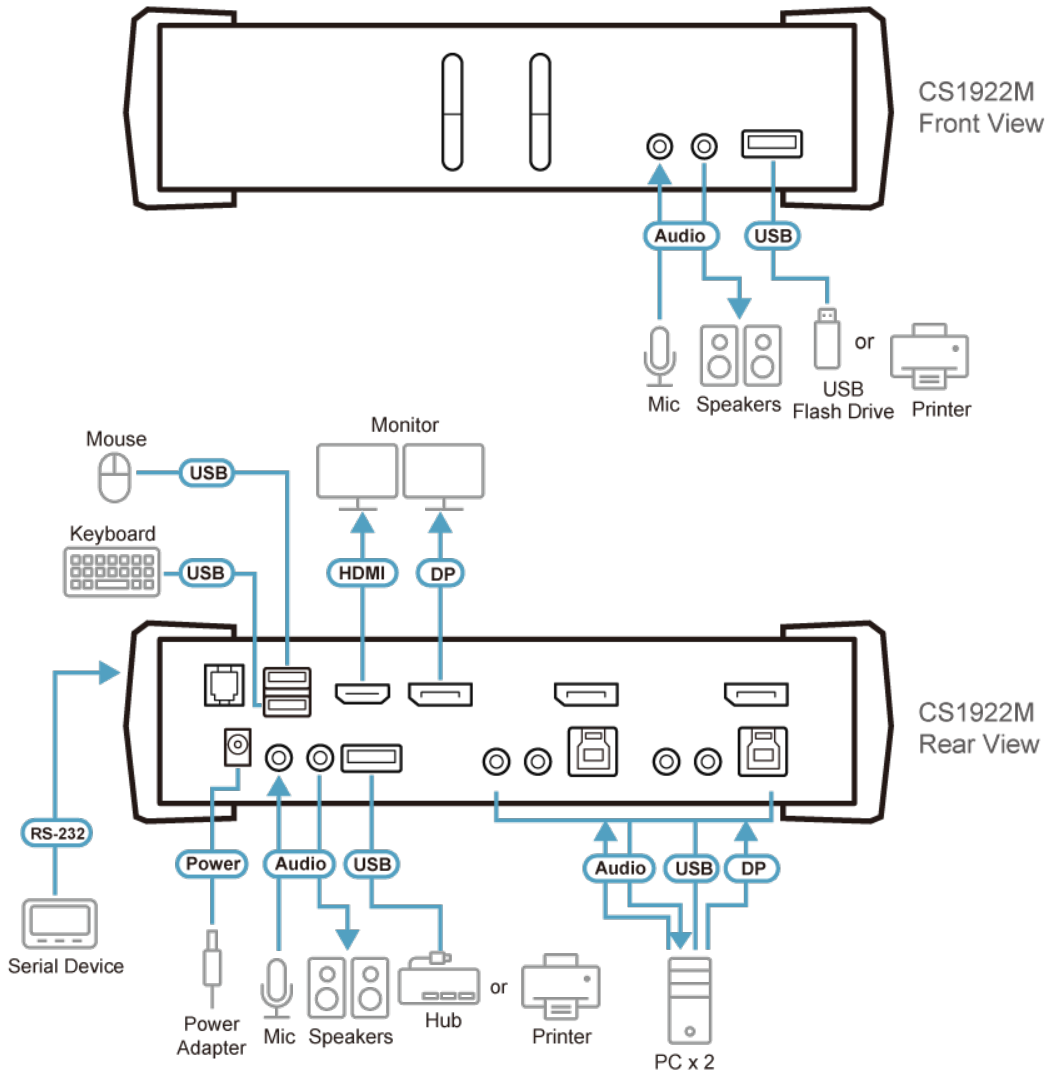 CS1922M
Front View
Audio
USB
Mic
Speakers
USB
Flash Drive
or
Printer
Mouse
USB
Monitor
Keyboard
USB
HDMI
DP
CS1922M
Rear View
RS-232
Power
Audio
USB
Audio
USB
DP
Serial Device
Power
Adapter
Mic
Speakers
Hub
or
Printer
PC x 2